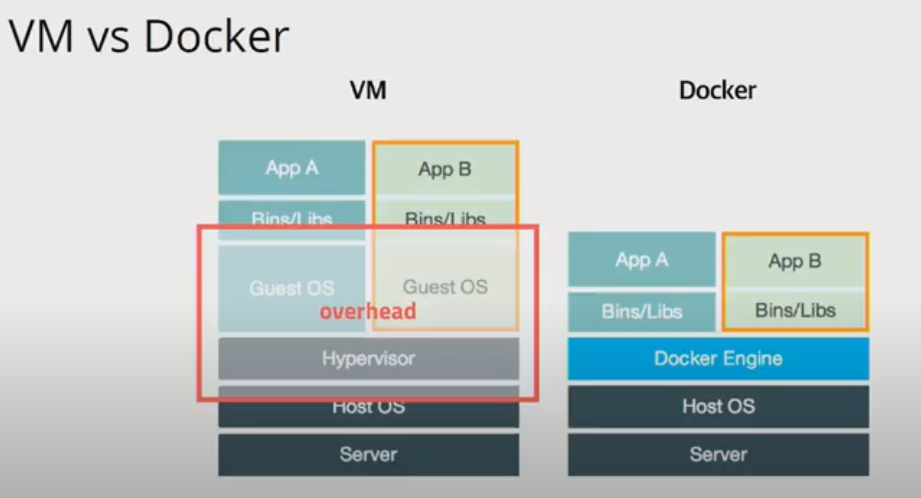 VM vs Docker
VM
App A
App B
Bins/Libs
Bins/Libs
Guest OS
Guest OS
overhead
Hypervisor
Host OS
Server
Docker
App A
App B
Bins/Libs
Bins/Libs
Docker Engine
Host OS
Server